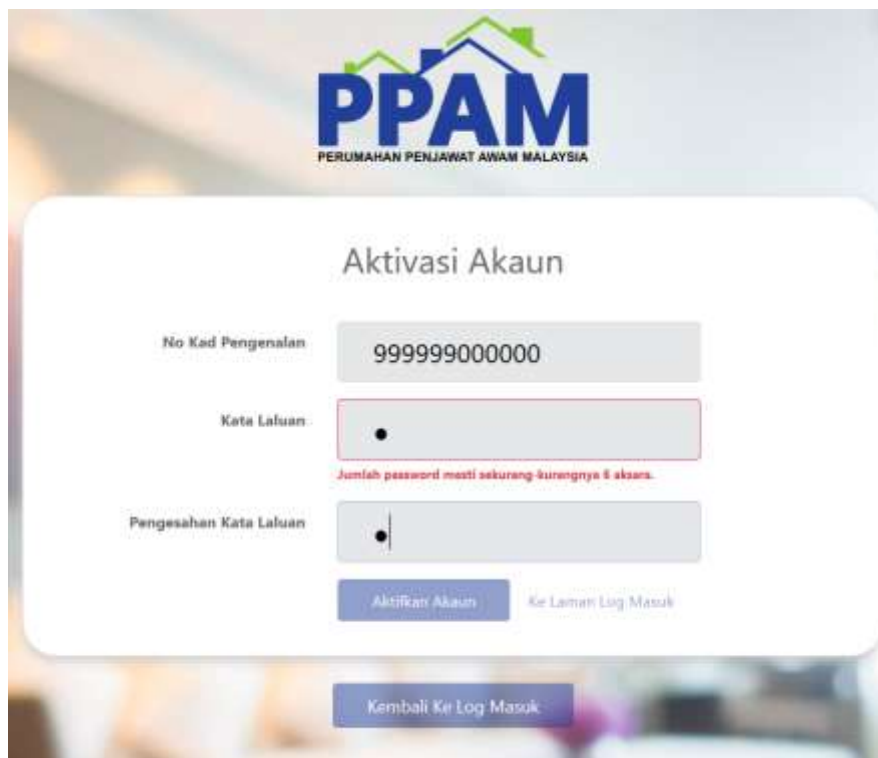 PPAM
PERUMAHAN PENJAWAT AWAM MALAYSIA
Aktivasi Akaun
No Kad Pengenalan
999999000000
Kata Laluan
●
Jumlah password mesti sekurang-kurangnya 6 aksara.
Pengesahan Kata Laluan
●
Aktifkan Akaun Ke Laman Log Masuk
Kembali Ke Log Masuk